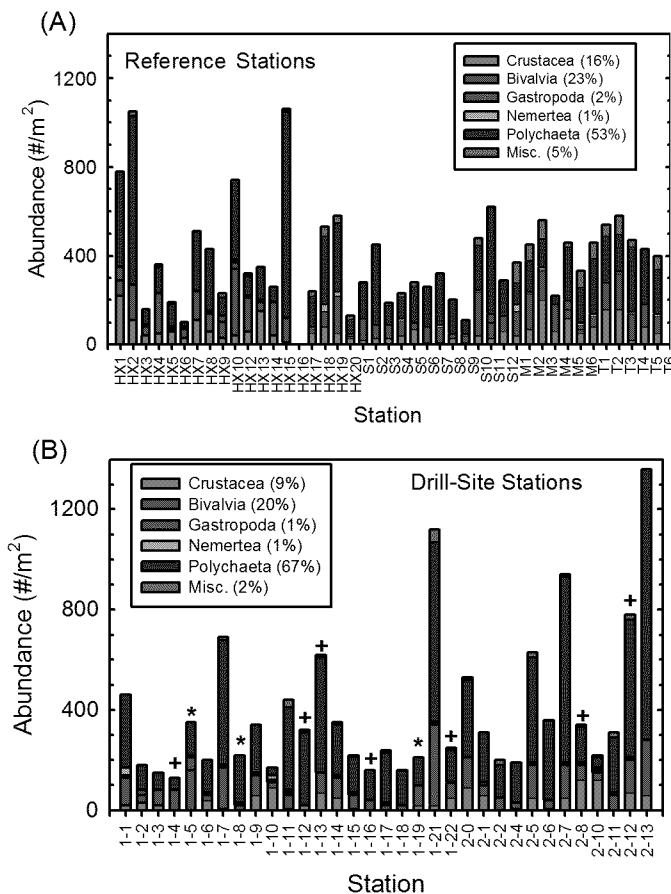 (A)
Reference Stations
Crustacea (16%)
Bivalvia (23%)
Gastropoda (2%)
Nemertea (1%)
Polychaeta (53%)
Misc. (5%)
Abundance (#/m2)
1200
800
400
0
HX1 HX2 HX3 HX4 HX5 HX6 HX7 HX8 HX9 HX10 HX12 HX13 HX14 HX15 HX16 HX17 HX18 HX19 HX20 S1 S2 S3 S4 S5 S6 S7 S8 S9 S10 S11 S12 M1 M2 M3 M4 M5 M6 T1 T2 T3 T4 T5 T6
Station
(B)
Drill-Site Stations
Crustacea (9%)
Bivalvia (20%)
Gastropoda (1%)
Nemertea (1%)
Polychaeta (67%)
Misc. (2%)
Abundance (#/m2)
1200
800
400
0
+ * * + + + * + + +
1-1 1-2 1-3 1-4 1-5 1-6 1-7 1-8 1-9 1-10 1-11 1-12 1-13 1-14 1-15 1-16 1-17 1-18 1-19 1-21 1-22 2-0 2-1 2-2 2-4 2-5 2-6 2-7 2-8 2-10 2-11 2-12 2-13
Station